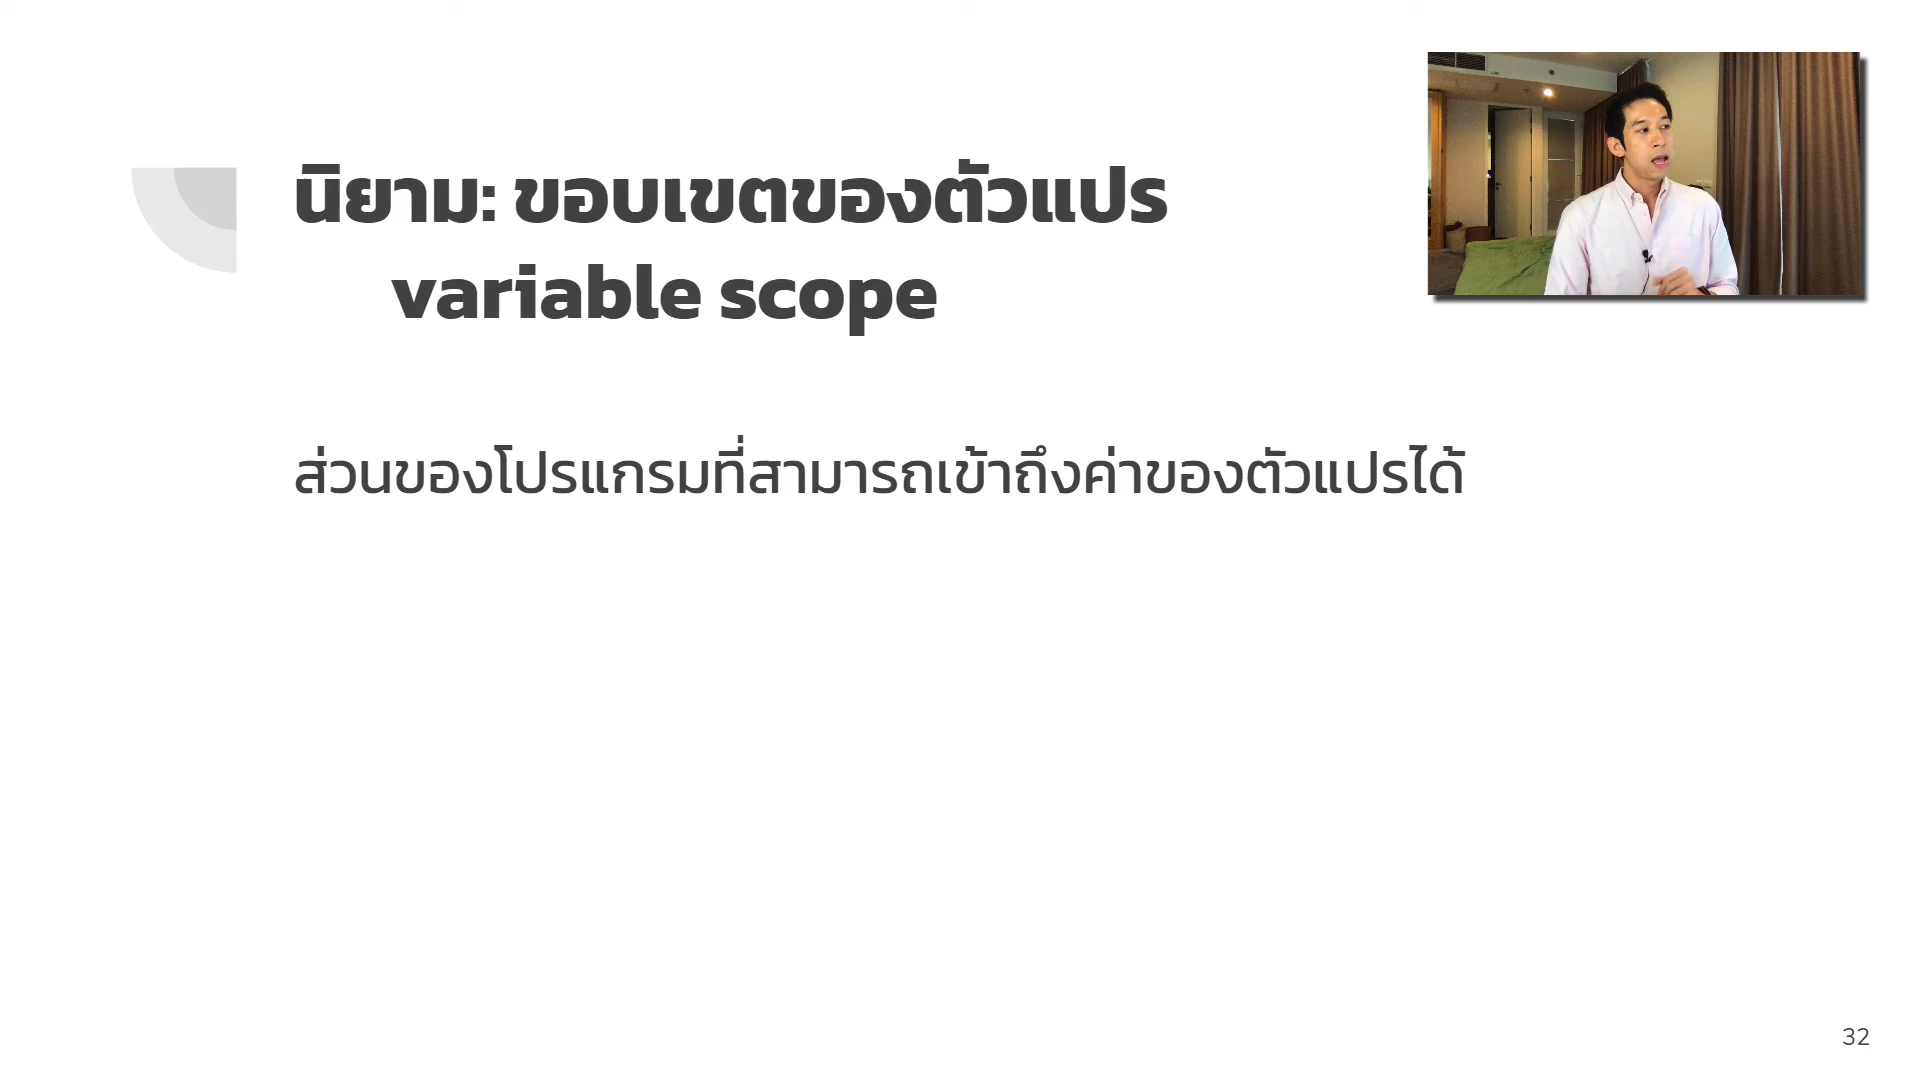 นิยาม: ขอบเขตของตัวแปร
variable scope
ส่วนของโปรแกรมที่สามารถเข้าถึงค่าของตัวแปรได้
32